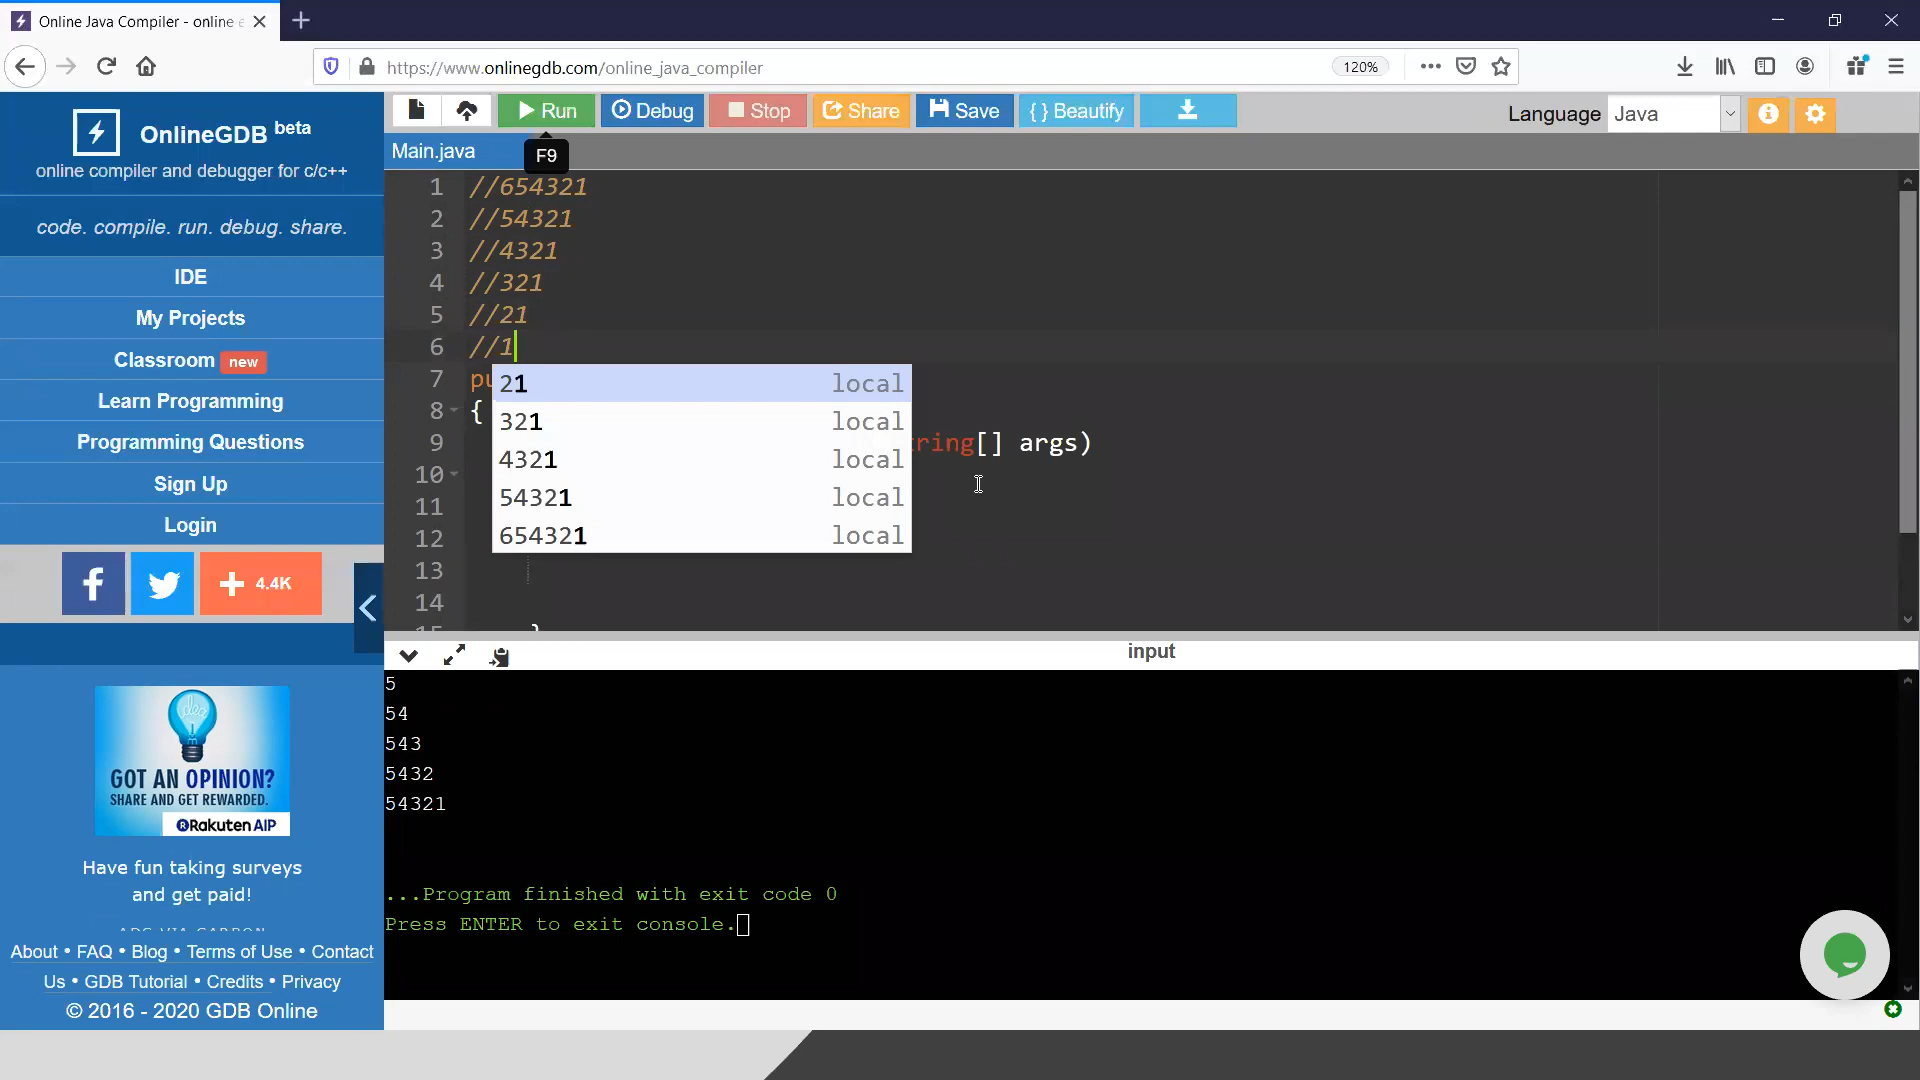 Online Java Compiler - online e
https://www.onlinegdb.com/online_java_compiler
120%
OnlineGDB beta
online compiler and debugger for c/c++
code. compile. run. debug. share.
IDE
My Projects
Classroom new
Learn Programming
Programming Questions
Sign Up
Login
4.4K
GOT AN OPINION?
SHARE AND GET REWARDED.
Rakuten AIP
Have fun taking surveys
and get paid!
About • FAQ • Blog • Terms of Use • Contact
Us • GDB Tutorial • Credits • Privacy
© 2016 - 2020 GDB Online
Run Debug Stop Share Save { } Beautify Language Java
Main.java
F9
1 //654321
2 //54321
3 //4321
4 //321
5 //21
6 //1
7 pu
8 {
9 tring[] args)
10
11
12
13
14
21 local
321 local
4321 local
54321 local
654321 local
input
5
54
543
5432
54321
...Program finished with exit code 0
Press ENTER to exit console.